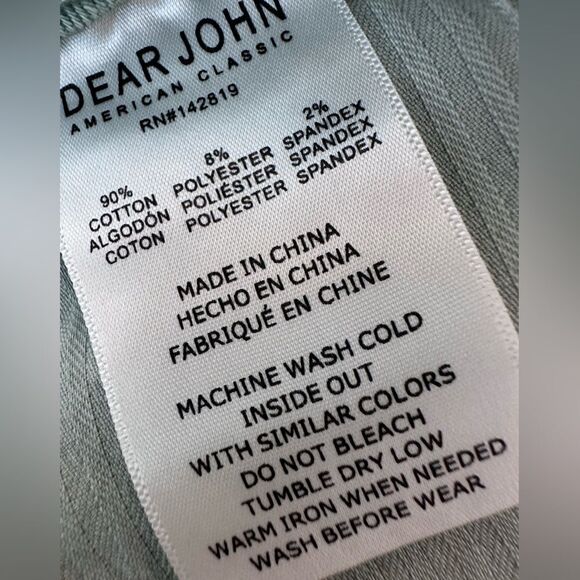 DEAR JOHN
AMERICAN CLASSIC
RN#142819
90% 8% 2%
COTTON POLYESTER SPANDEX
ALGODÓN POLIÉSTER SPANDEX
COTON POLYESTER SPANDEX
MADE IN CHINA
HECHO EN CHINA
FABRIQUÉ EN CHINE
MACHINE WASH COLD
INSIDE OUT
WITH SIMILAR COLORS
DO NOT BLEACH
TUMBLE DRY LOW
WARM IRON WHEN NEEDED
WASH BEFORE WEAR